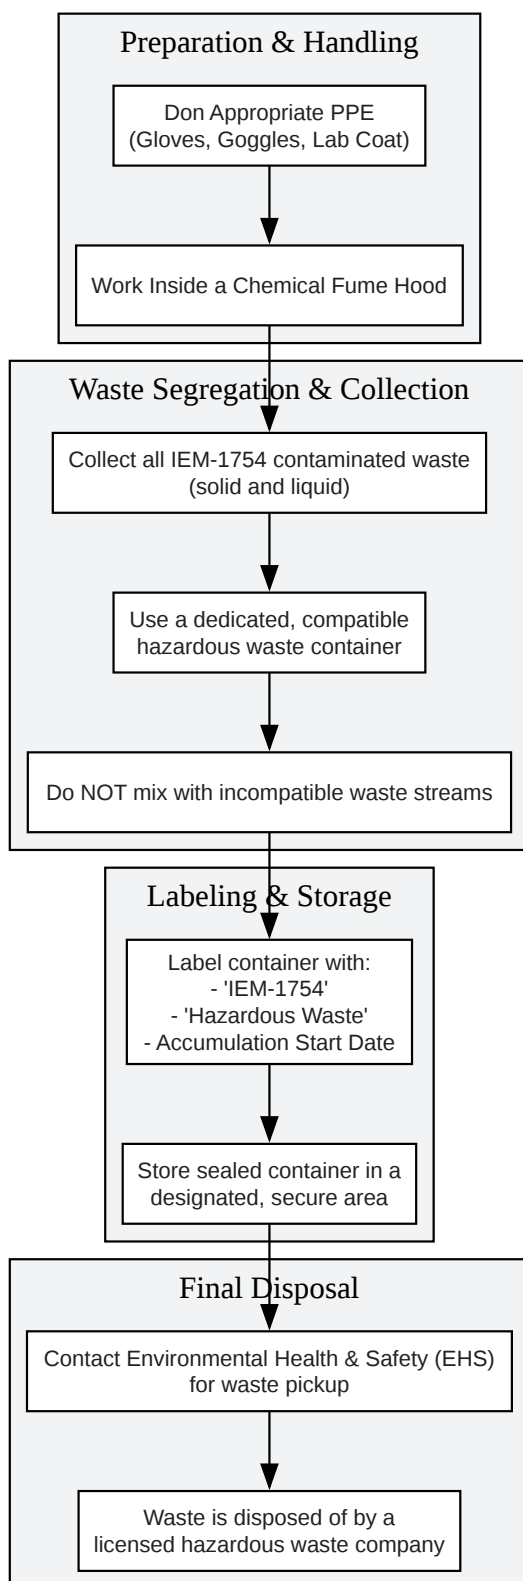 Preparation & Handling
Don Appropriate PPE
(Gloves, Goggles, Lab Coat)
Work Inside a Chemical Fume Hood
Waste Segregation & Collection
Collect all IEM-1754 contaminated waste
(solid and liquid)
Use a dedicated, compatible
hazardous waste container
Do NOT mix with incompatible waste streams
Labeling & Storage
Label container with:
- 'IEM-1754'
- 'Hazardous Waste'
- Accumulation Start Date
Store sealed container in a
designated, secure area
Final Disposal
Contact Environmental Health & Safety (EHS)
for waste pickup
Waste is disposed of by a
licensed hazardous waste company